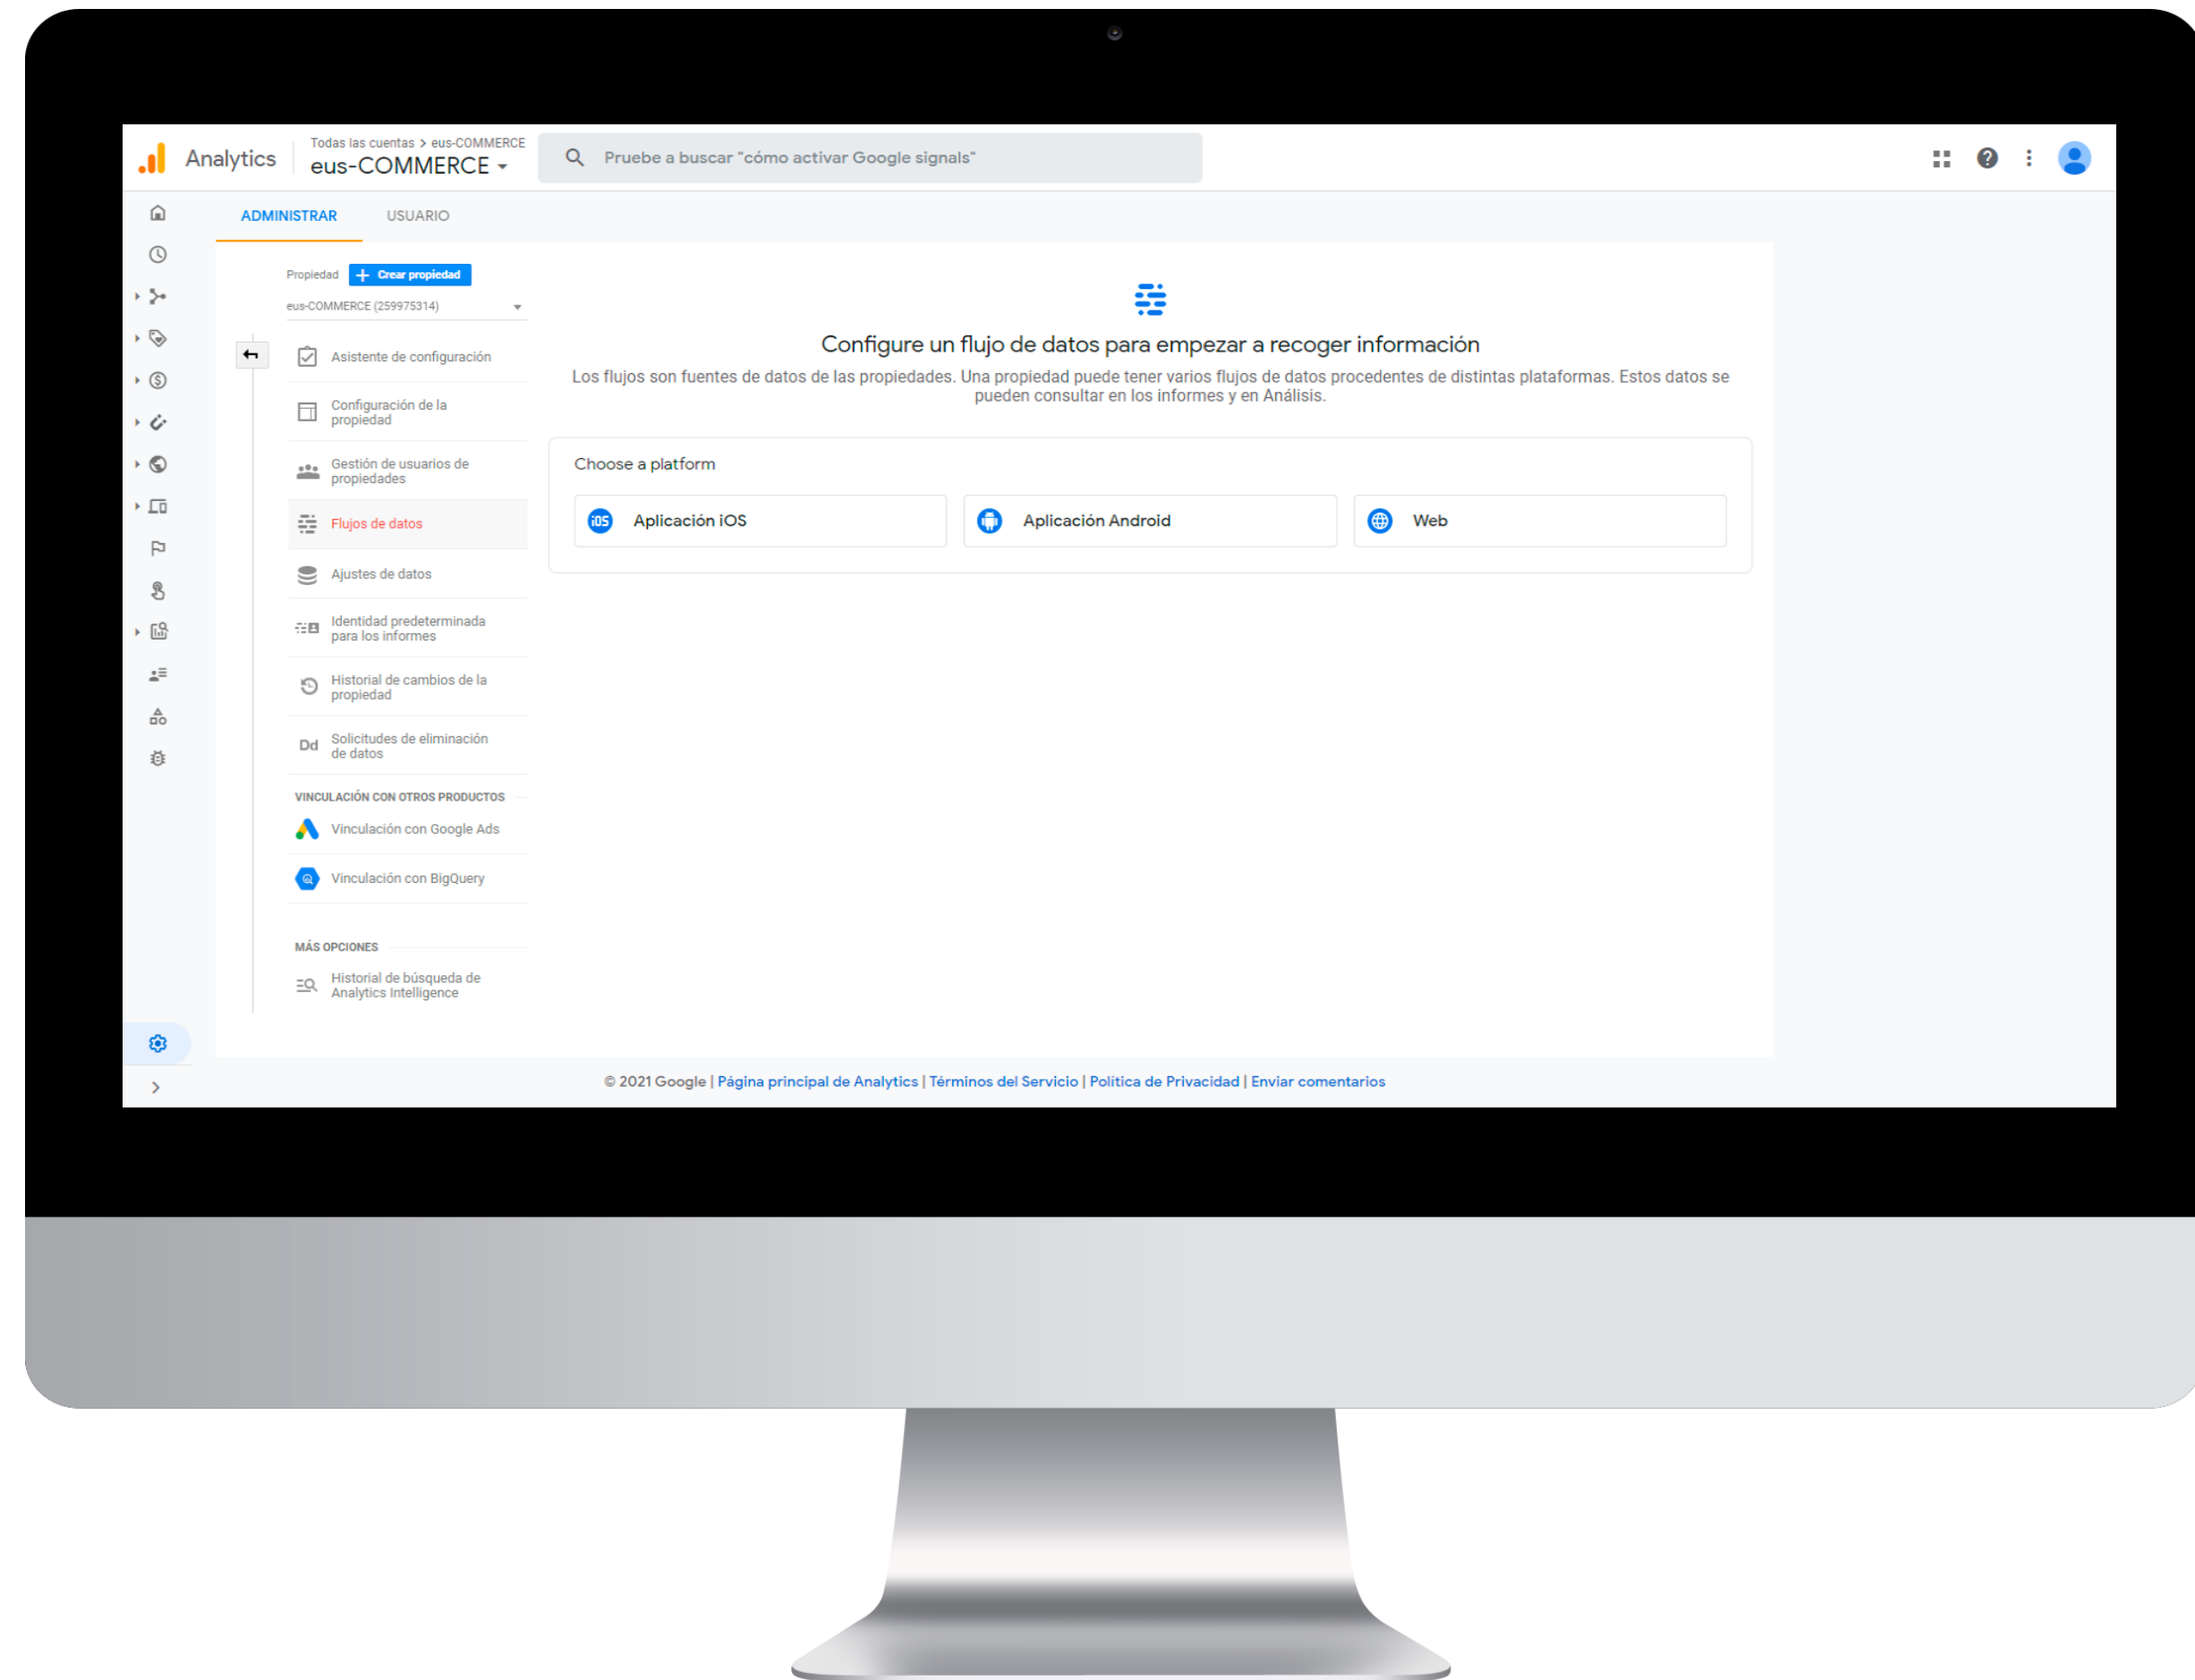 Analytics
Todas las cuentas > eus-COMMERCE
eus-COMMERCE
Pruebe a buscar "cómo activar Google signals"
ADMINISTRAR
USUARIO
Propiedad
+ Crear propiedad
eus-COMMERCE (259975314)
Asistente de configuración
Configuración de la
propiedad
Gestión de usuarios de
propiedades
Flujos de datos
Ajustes de datos
Identidad predeterminada
para los informes
Historial de cambios de la
propiedad
Dd
Solicitudes de eliminación
de datos
VINCULACIÓN CON OTROS PRODUCTOS
Vinculación con Google Ads
Vinculación con BigQuery
MÁS OPCIONES
Historial de búsqueda de
Analytics Intelligence
Configure un flujo de datos para empezar a recoger información
Los flujos son fuentes de datos de las propiedades. Una propiedad puede tener varios flujos de datos procedentes de distintas plataformas. Estos datos se
pueden consultar en los informes y en Análisis.
Choose a platform
iOS
Aplicación iOS
Aplicación Android
Web
© 2021 Google | Página principal de Analytics | Términos del Servicio | Política de Privacidad | Enviar comentarios